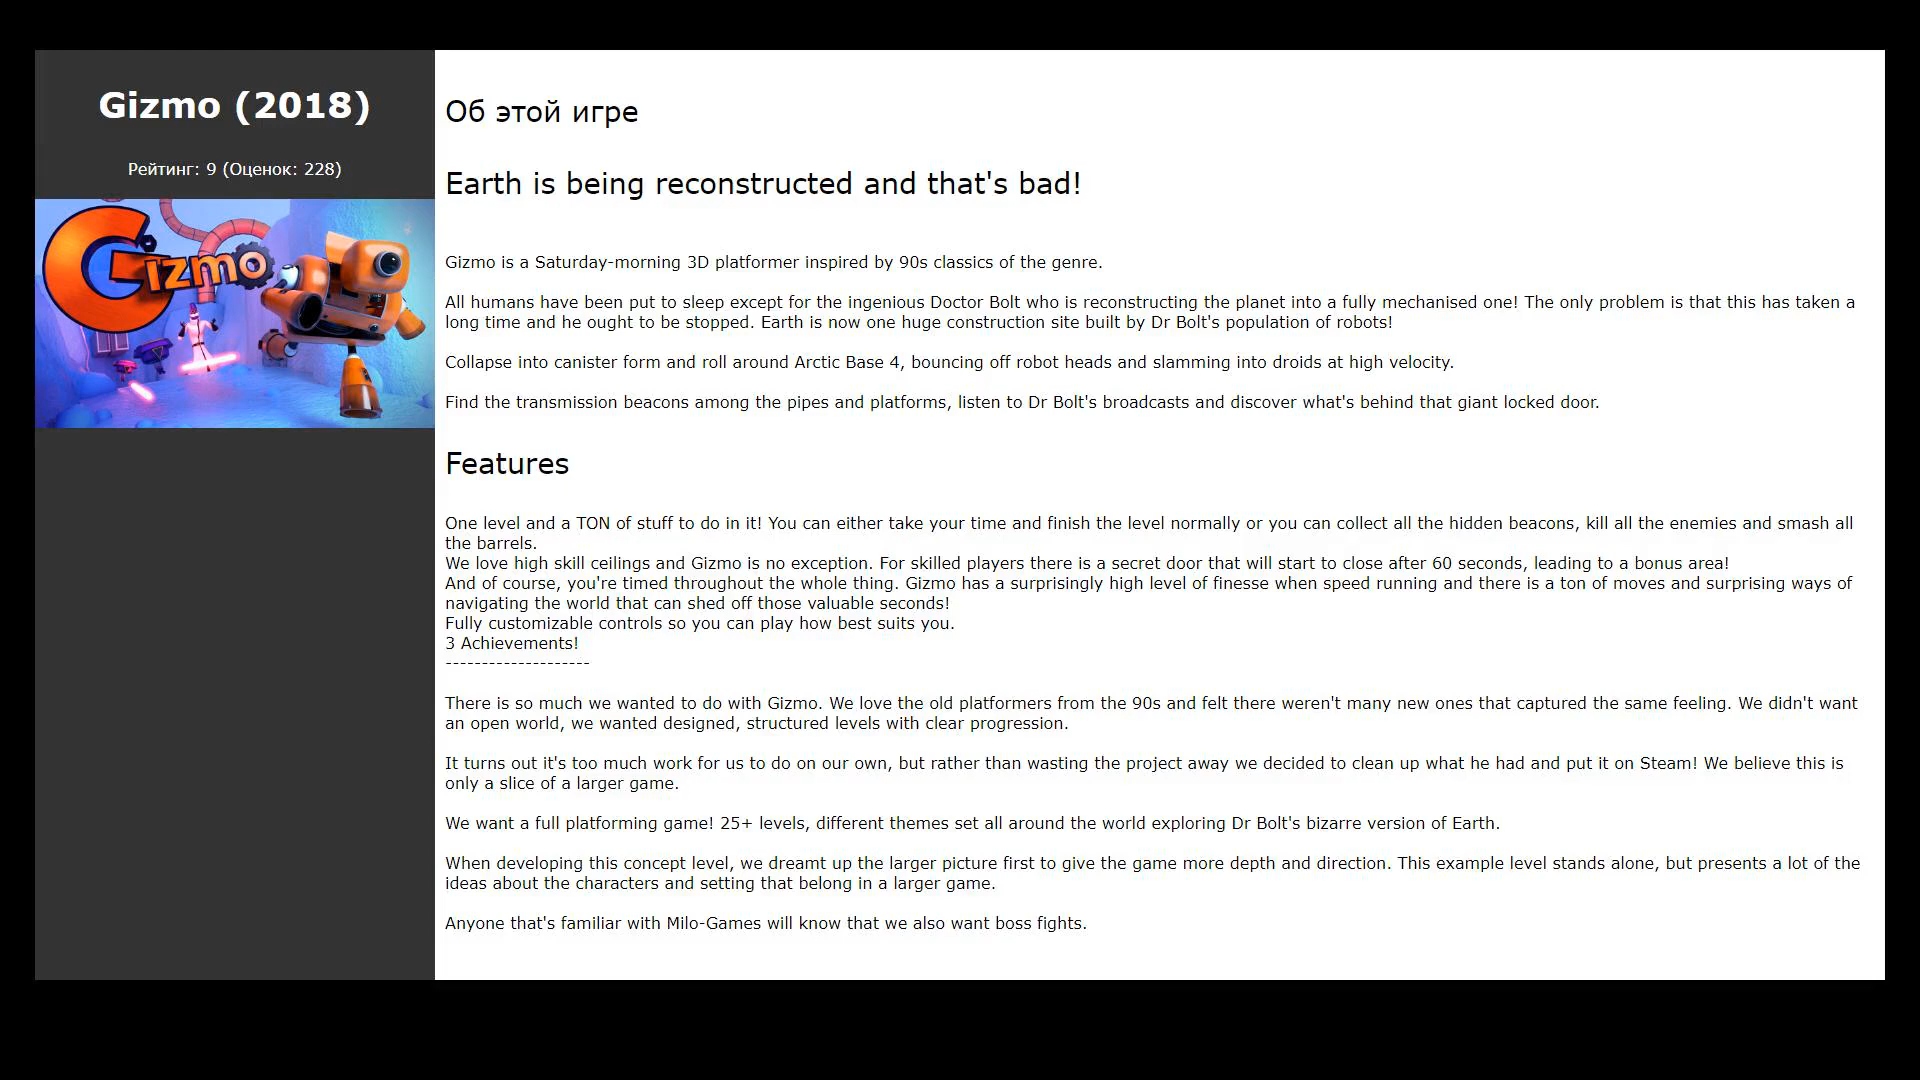 Gizmo (2018)
Рейтинг: 9 (Оценок: 228)
Gizmo
Об этой игре
Earth is being reconstructed and that's bad!
Gizmo is a Saturday-morning 3D platformer inspired by 90s classics of the genre.
All humans have been put to sleep except for the ingenious Doctor Bolt who is reconstructing the planet into a fully mechanised one! The only problem is that this has taken a
long time and he ought to be stopped. Earth is now one huge construction site built by Dr Bolt's population of robots!
Collapse into canister form and roll around Arctic Base 4, bouncing off robot heads and slamming into droids at high velocity.
Find the transmission beacons among the pipes and platforms, listen to Dr Bolt's broadcasts and discover what's behind that giant locked door.
Features
One level and a TON of stuff to do in it! You can either take your time and finish the level normally or you can collect all the hidden beacons, kill all the enemies and smash all
the barrels.
We love high skill ceilings and Gizmo is no exception. For skilled players there is a secret door that will start to close after 60 seconds, leading to a bonus area!
And of course, you're timed throughout the whole thing. Gizmo has a surprisingly high level of finesse when speed running and there is a ton of moves and surprising ways of
navigating the world that can shed off those valuable seconds!
Fully customizable controls so you can play how best suits you.
3 Achievements!
--------------------
There is so much we wanted to do with Gizmo. We love the old platformers from the 90s and felt there weren't many new ones that captured the same feeling. We didn't want
an open world, we wanted designed, structured levels with clear progression.
It turns out it's too much work for us to do on our own, but rather than wasting the project away we decided to clean up what he had and put it on Steam! We believe this is
only a slice of a larger game.
We want a full platforming game! 25+ levels, different themes set all around the world exploring Dr Bolt's bizarre version of Earth.
When developing this concept level, we dreamt up the larger picture first to give the game more depth and direction. This example level stands alone, but presents a lot of the
ideas about the characters and setting that belong in a larger game.
Anyone that's familiar with Milo-Games will know that we also want boss fights.